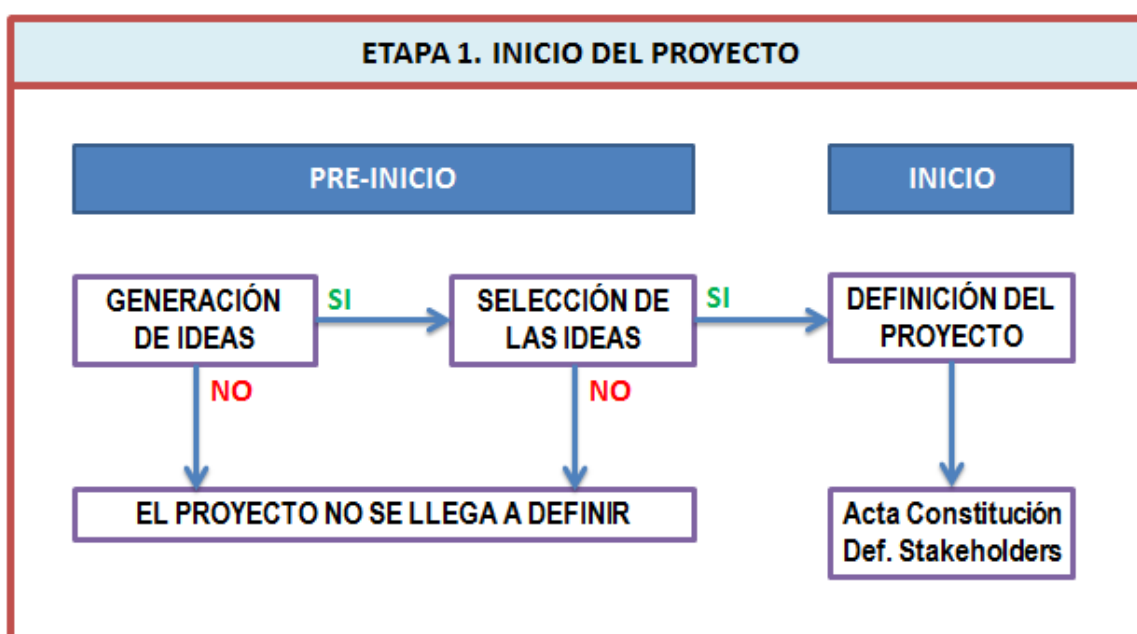 ETAPA 1. INICIO DEL PROYECTO
PRE-INICIO
INICIO
GENERACIÓN
DE IDEAS
SI
SELECCIÓN DE
LAS IDEAS
SI
DEFINICIÓN DEL
PROYECTO
NO
NO
EL PROYECTO NO SE LLEGA A DEFINIR
Acta Constitución
Def. Stakeholders